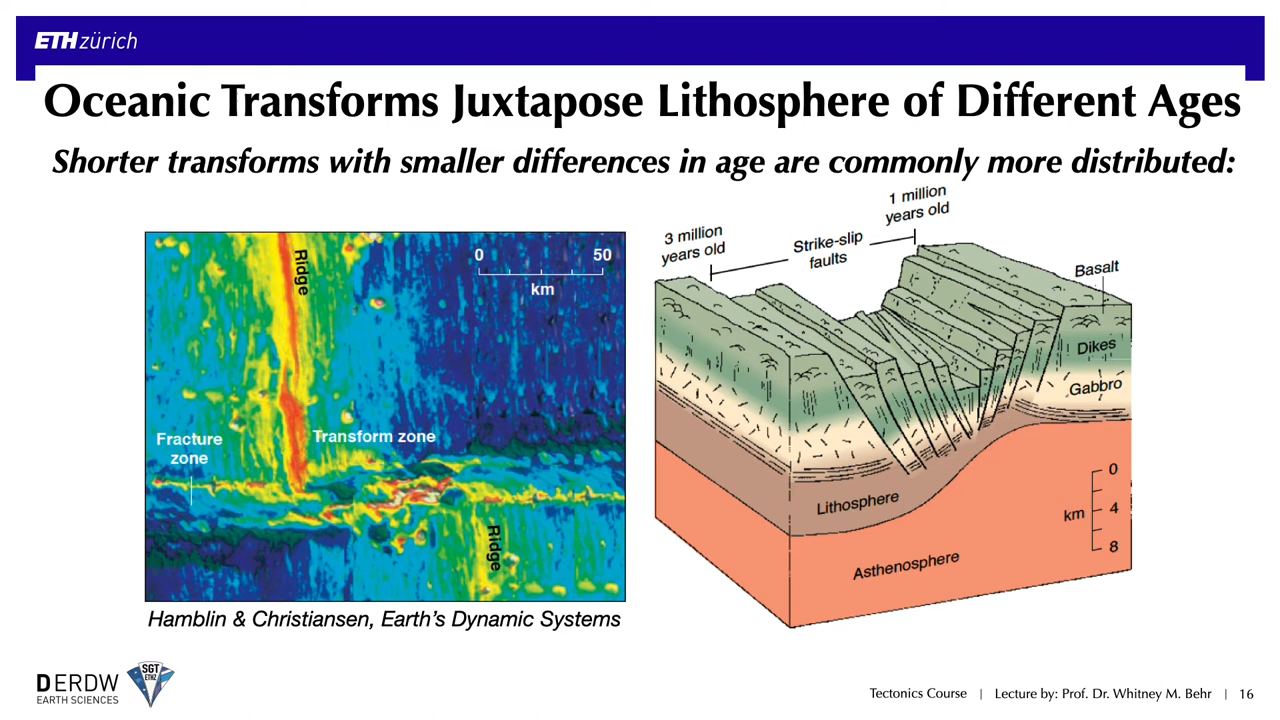 ETH zürich
Oceanic Transforms Juxtapose Lithosphere of Different Ages
Shorter transforms with smaller differences in age are commonly more distributed:
Ridge
0 50
km
Fracture
zone
Transform zone
Ridge
Hamblin & Christiansen, Earth's Dynamic Systems
3 million
years old
Strike-slip
faults
1 million
years old
Basalt
Dikes
Gabbro
Lithosphere
Asthenosphere
km
0
4
8
DERDW
EARTH SCIENCES
SGT
ETHZ
Tectonics Course | Lecture by: Prof. Dr. Whitney M. Behr | 16